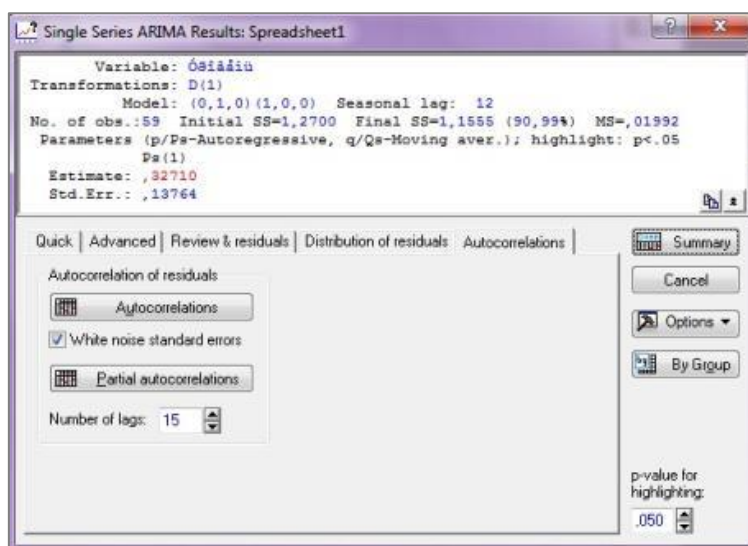 Single Series ARIMA Results: Spreadsheet1
Variable: Óðîâåíü
Transformations: D(1)
Model: (0,1,0)(1,0,0) Seasonal lag: 12
No. of obs.:59 Initial SS=1,2700 Final SS=1,1555 (90,99%) MS=,01992
Parameters (p/Ps-Autoregressive, q/Qs-Moving aver.); highlight: p<.05
Ps(1)
Estimate: ,32710
Std.Err.: ,13764
Quick Advanced Review & residuals Distribution of residuals Autocorrelations
Autocorrelation of residuals
Autocorrelations
White noise standard errors
Partial autocorrelations
Number of lags: 15
Summary
Cancel
Options
By Group
p-value for
highlighting:
.050